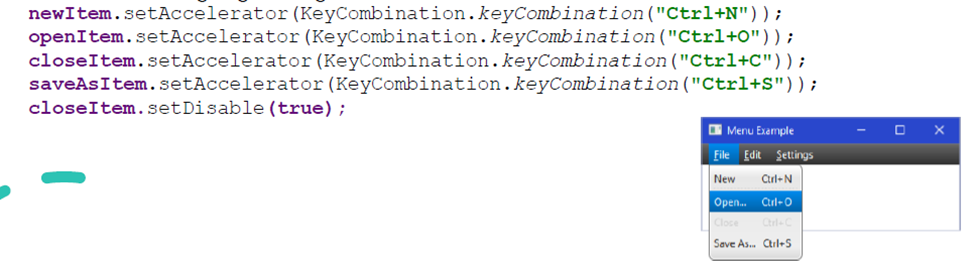 newItem.setAccelerator(KeyCombination.keyCombination("Ctrl+N"));
openItem.setAccelerator(KeyCombination.keyCombination("Ctrl+O"));
closeItem.setAccelerator(KeyCombination.keyCombination("Ctrl+C"));
saveAsItem.setAccelerator(KeyCombination.keyCombination("Ctrl+S"));
closeItem.setDisable(true);
Menu Example
File Edit Settings
New Ctrl+N
Open... Ctrl+O
Close Ctrl+C
Save As... Ctrl+S